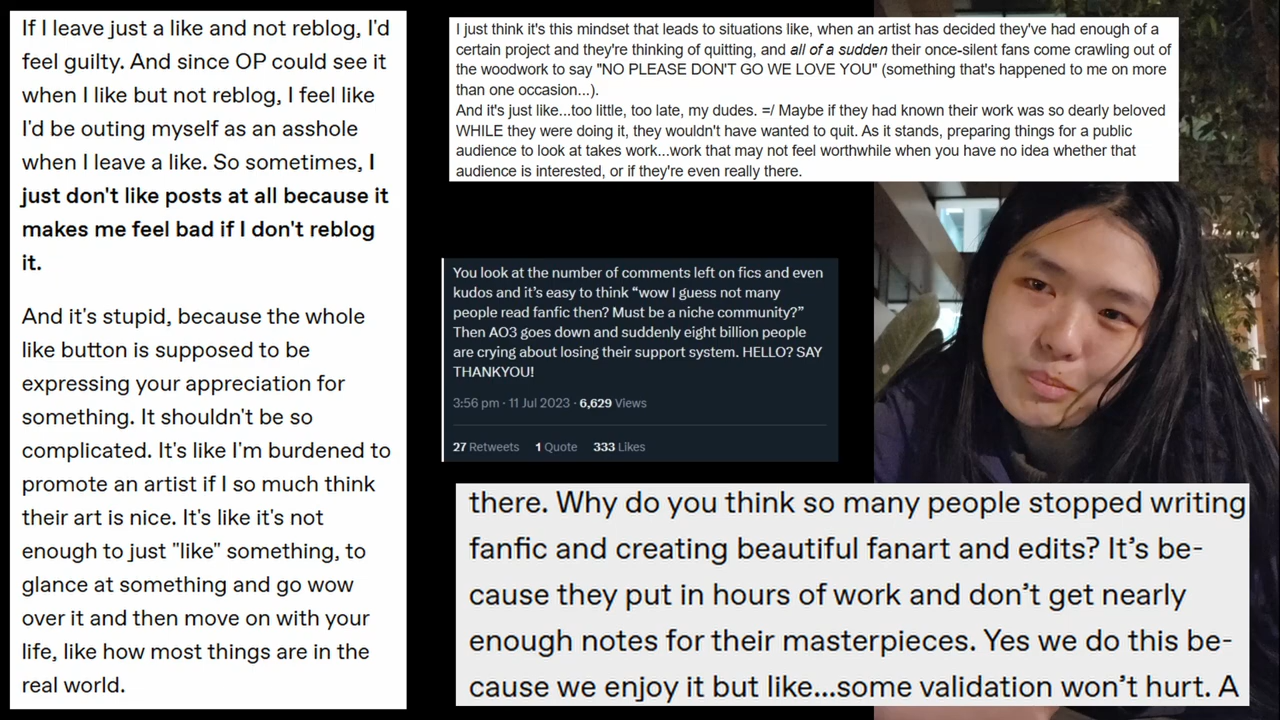 If I leave just a like and not reblog, I'd
feel guilty. And since OP could see it
when I like but not reblog, I feel like
I'd be outing myself as an asshole
when I leave a like. So sometimes, I
just don't like posts at all because it
makes me feel bad if I don't reblog
it.
And it's stupid, because the whole
like button is supposed to be
expressing your appreciation for
something. It shouldn't be so
complicated. It's like I'm burdened to
promote an artist if I so much think
their art is nice. It's like it's not
enough to just "like" something, to
glance at something and go wow
over it and then move on with your
life, like how most things are in the
real world.
I just think it's this mindset that leads to situations like, when an artist has decided they've had enough of a
certain project and they're thinking of quitting, and all of a sudden their once-silent fans come crawling out of
the woodwork to say "NO PLEASE DON'T GO WE LOVE YOU" (something that's happened to me on more
than one occasion...).
And it's just like...too little, too late, my dudes. =/ Maybe if they had known their work was so dearly beloved
WHILE they were doing it, they wouldn't have wanted to quit. As it stands, preparing things for a public
audience to look at takes work...work that may not feel worthwhile when you have no idea whether that
audience is interested, or if they're even really there.
You look at the number of comments left on fics and even
kudos and it's easy to think “wow I guess not many
people read fanfic then? Must be a niche community?”
Then AO3 goes down and suddenly eight billion people
are crying about losing their support system. HELLO? SAY
THANKYOU!
3:56 pm · 11 Jul 2023 · 6,629 Views
27 Retweets 1 Quote 333 Likes
there. Why do you think so many people stopped writing
fanfic and creating beautiful fanart and edits? It’s be-
cause they put in hours of work and don’t get nearly
enough notes for their masterpieces. Yes we do this be-
cause we enjoy it but like...some validation won’t hurt. A